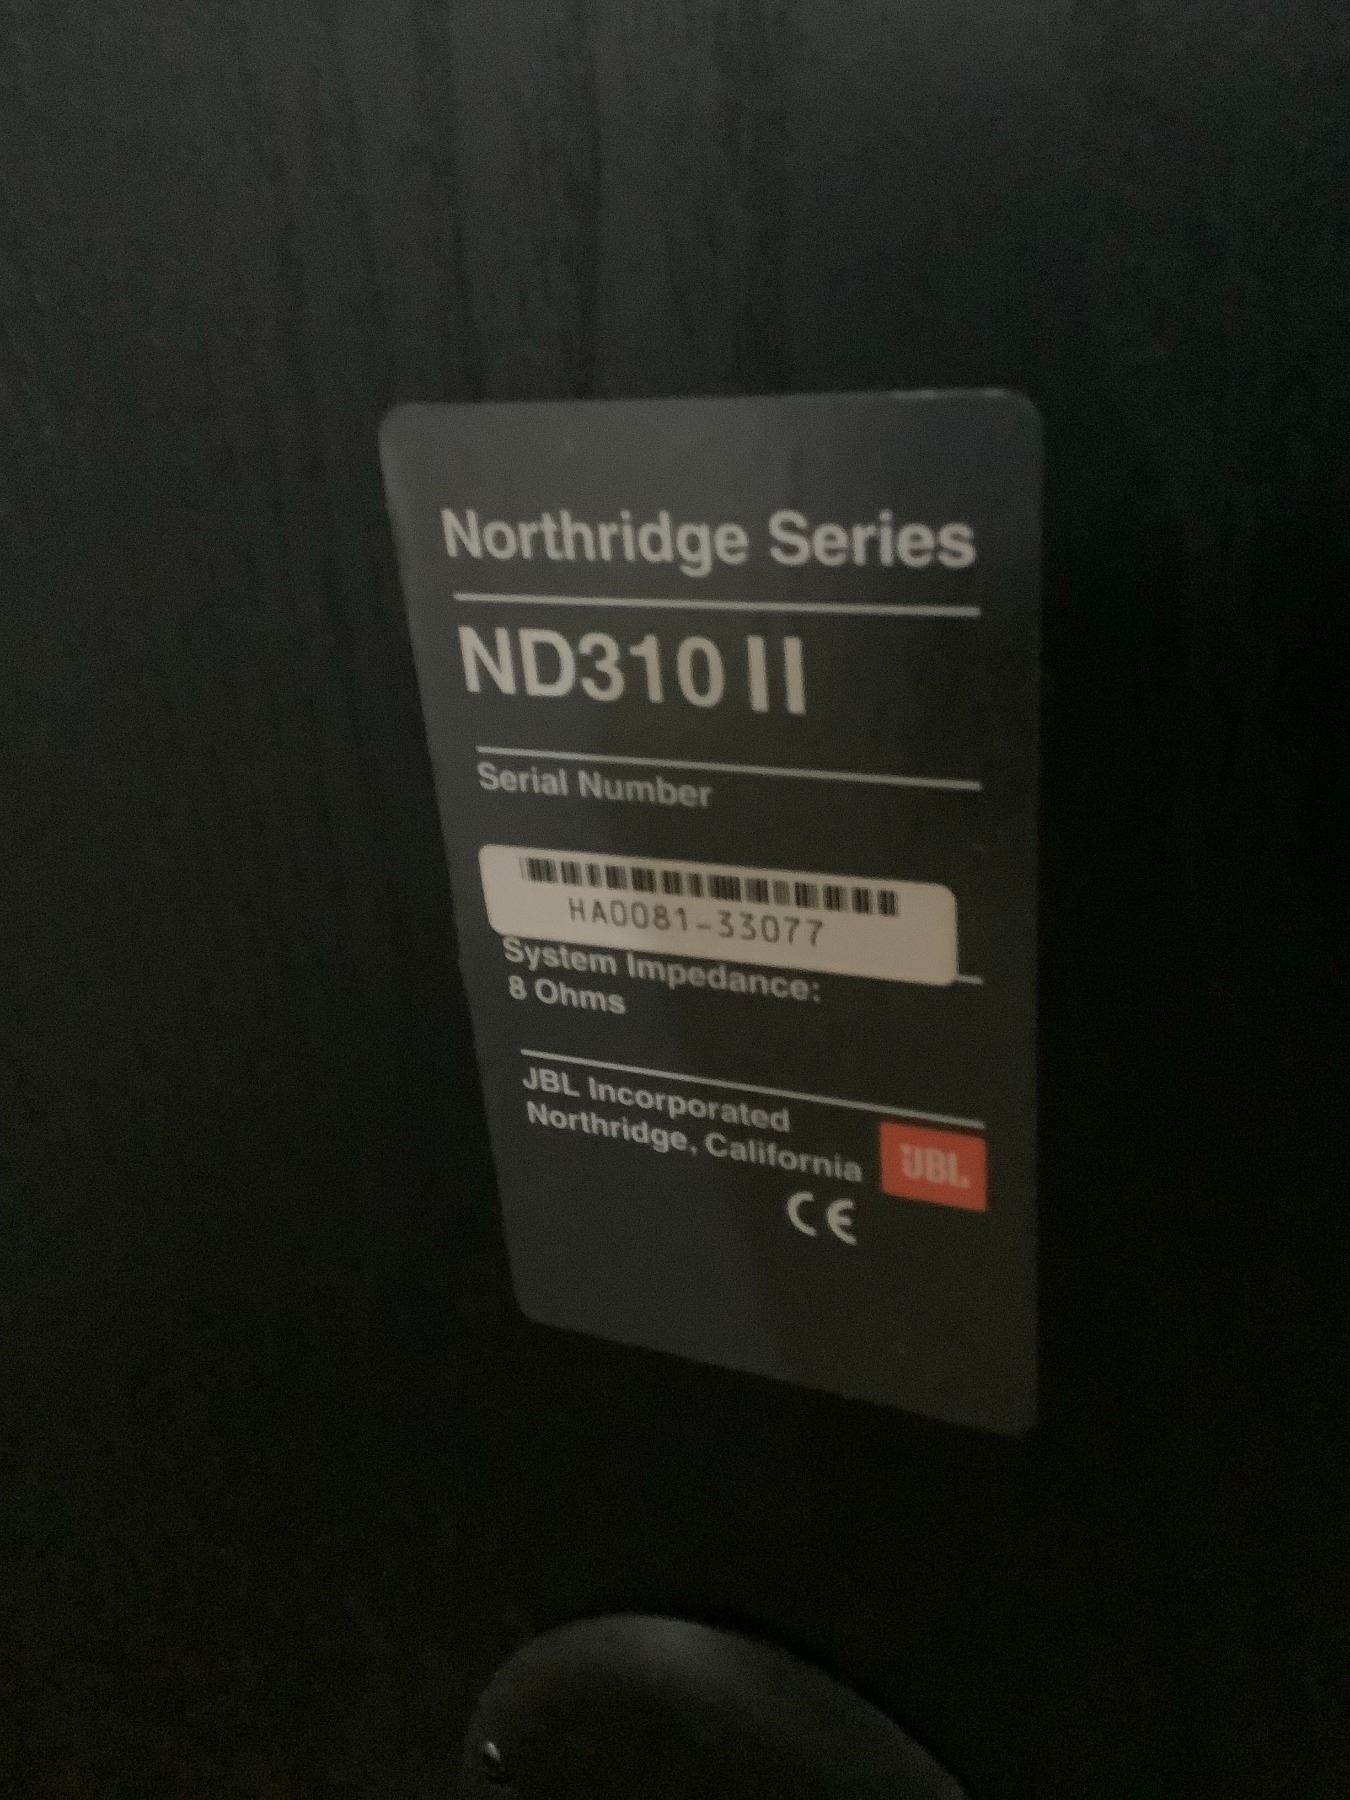 Northridge Series
ND310 II
Serial Number
HA0081-33077
System Impedance:
8 Ohms
JBL Incorporated
Northridge, California
JBL
CE